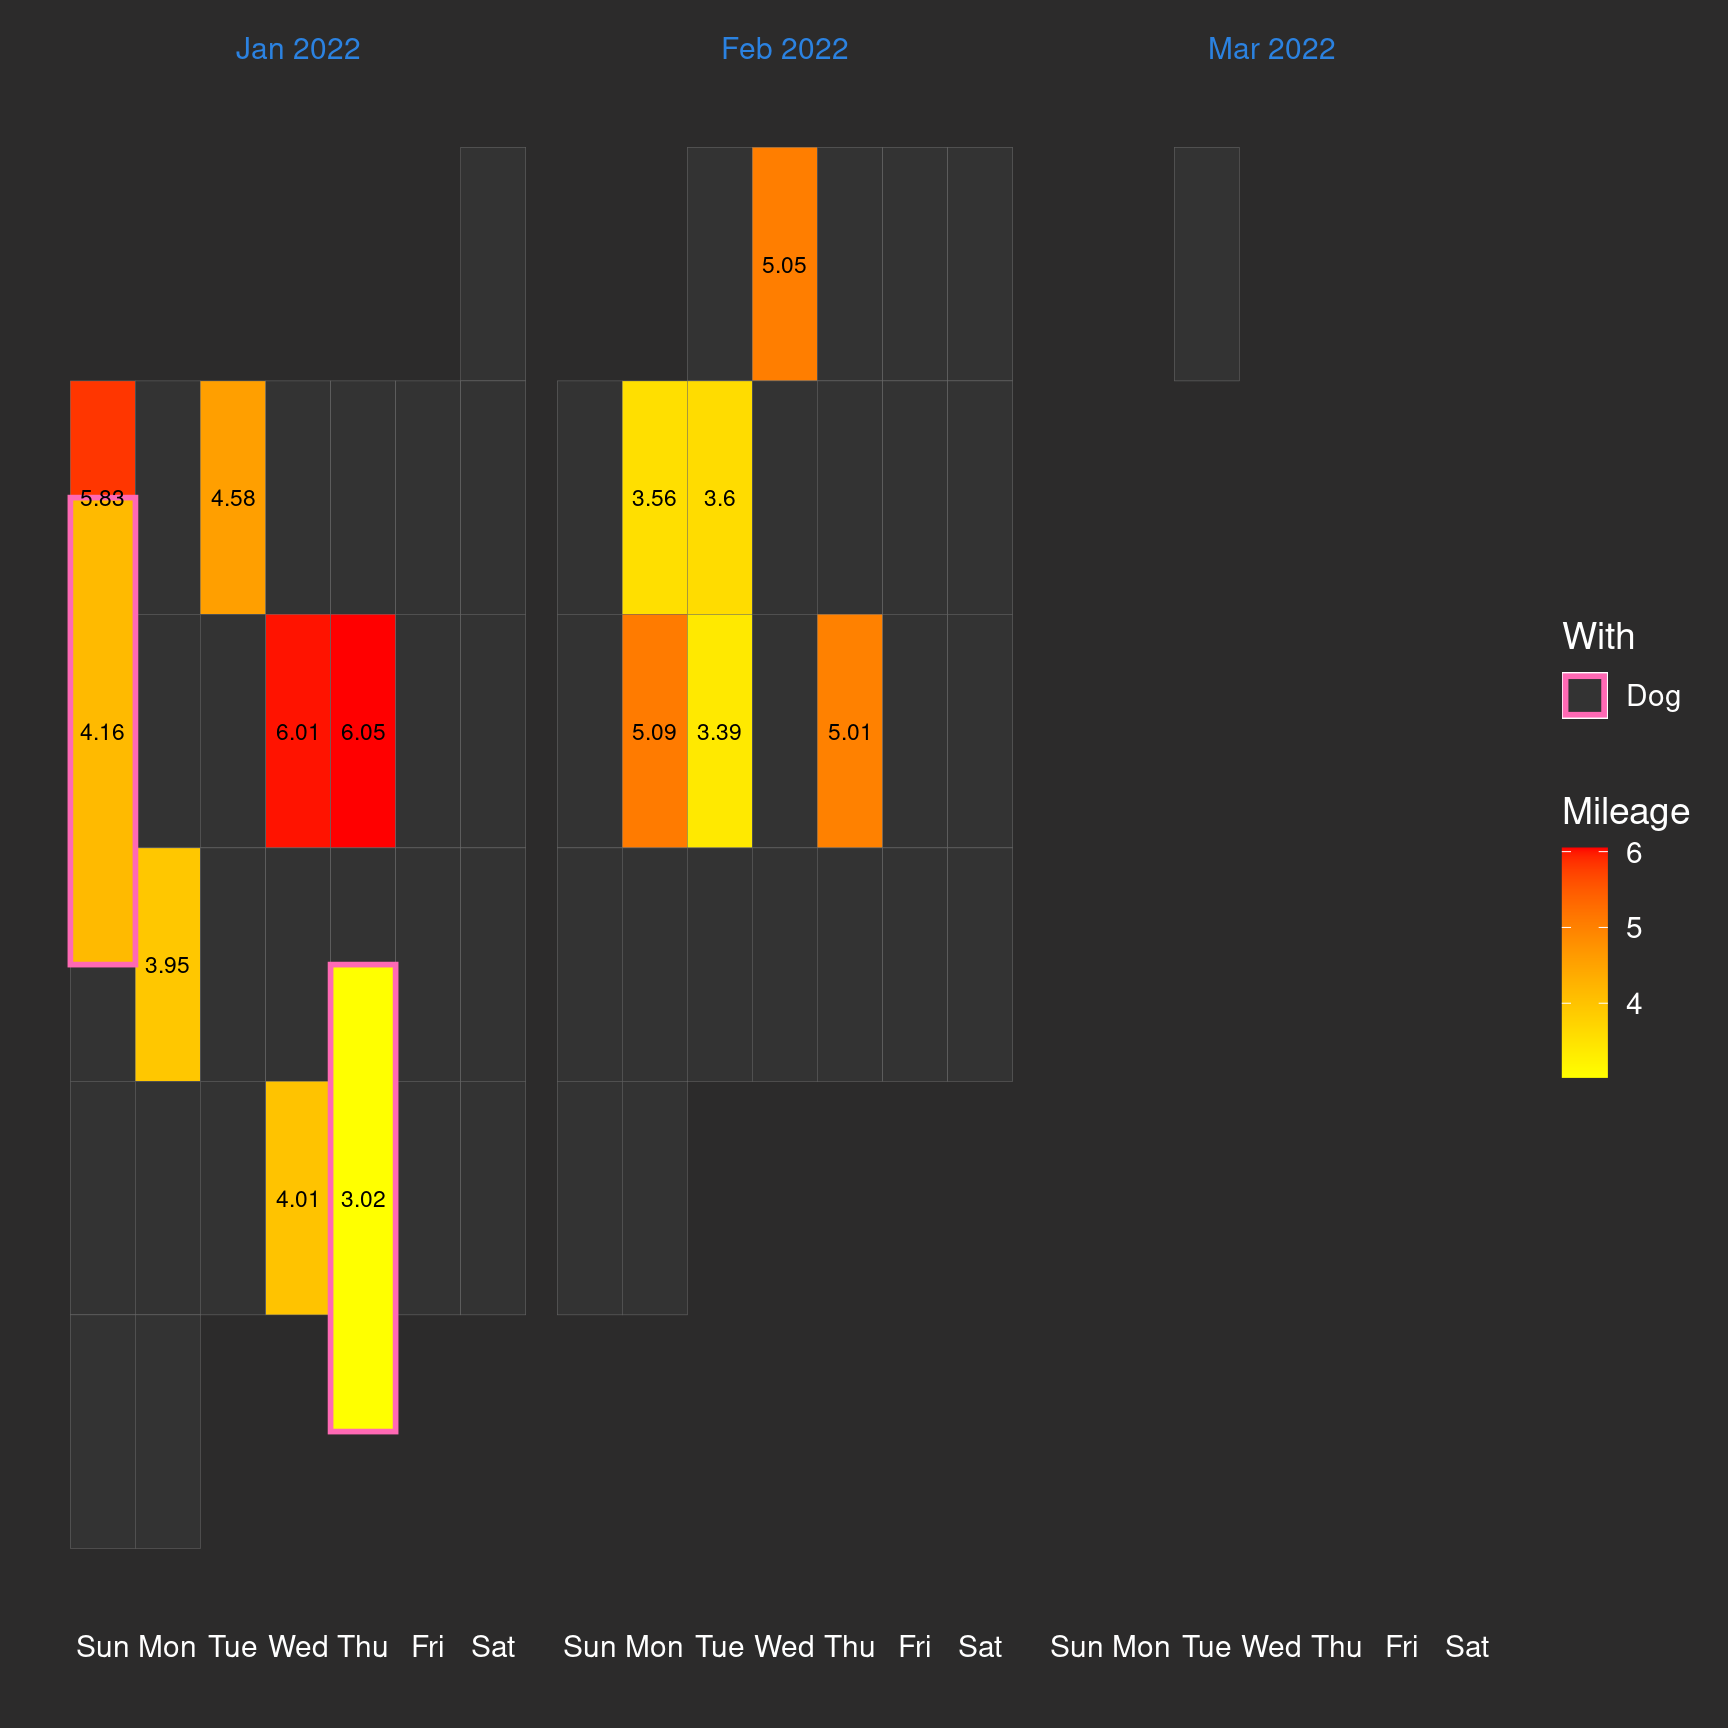 Jan 2022 Feb 2022 Mar 2022
5.05
5.83 4.58 3.56 3.6
With
Dog
4.16 6.01 6.05 5.09 3.39 5.01
Mileage
6
5
4
3.95
4.01 3.02
Sun Mon Tue Wed Thu Fri Sat Sun Mon Tue Wed Thu Fri Sat Sun Mon Tue Wed Thu Fri Sat